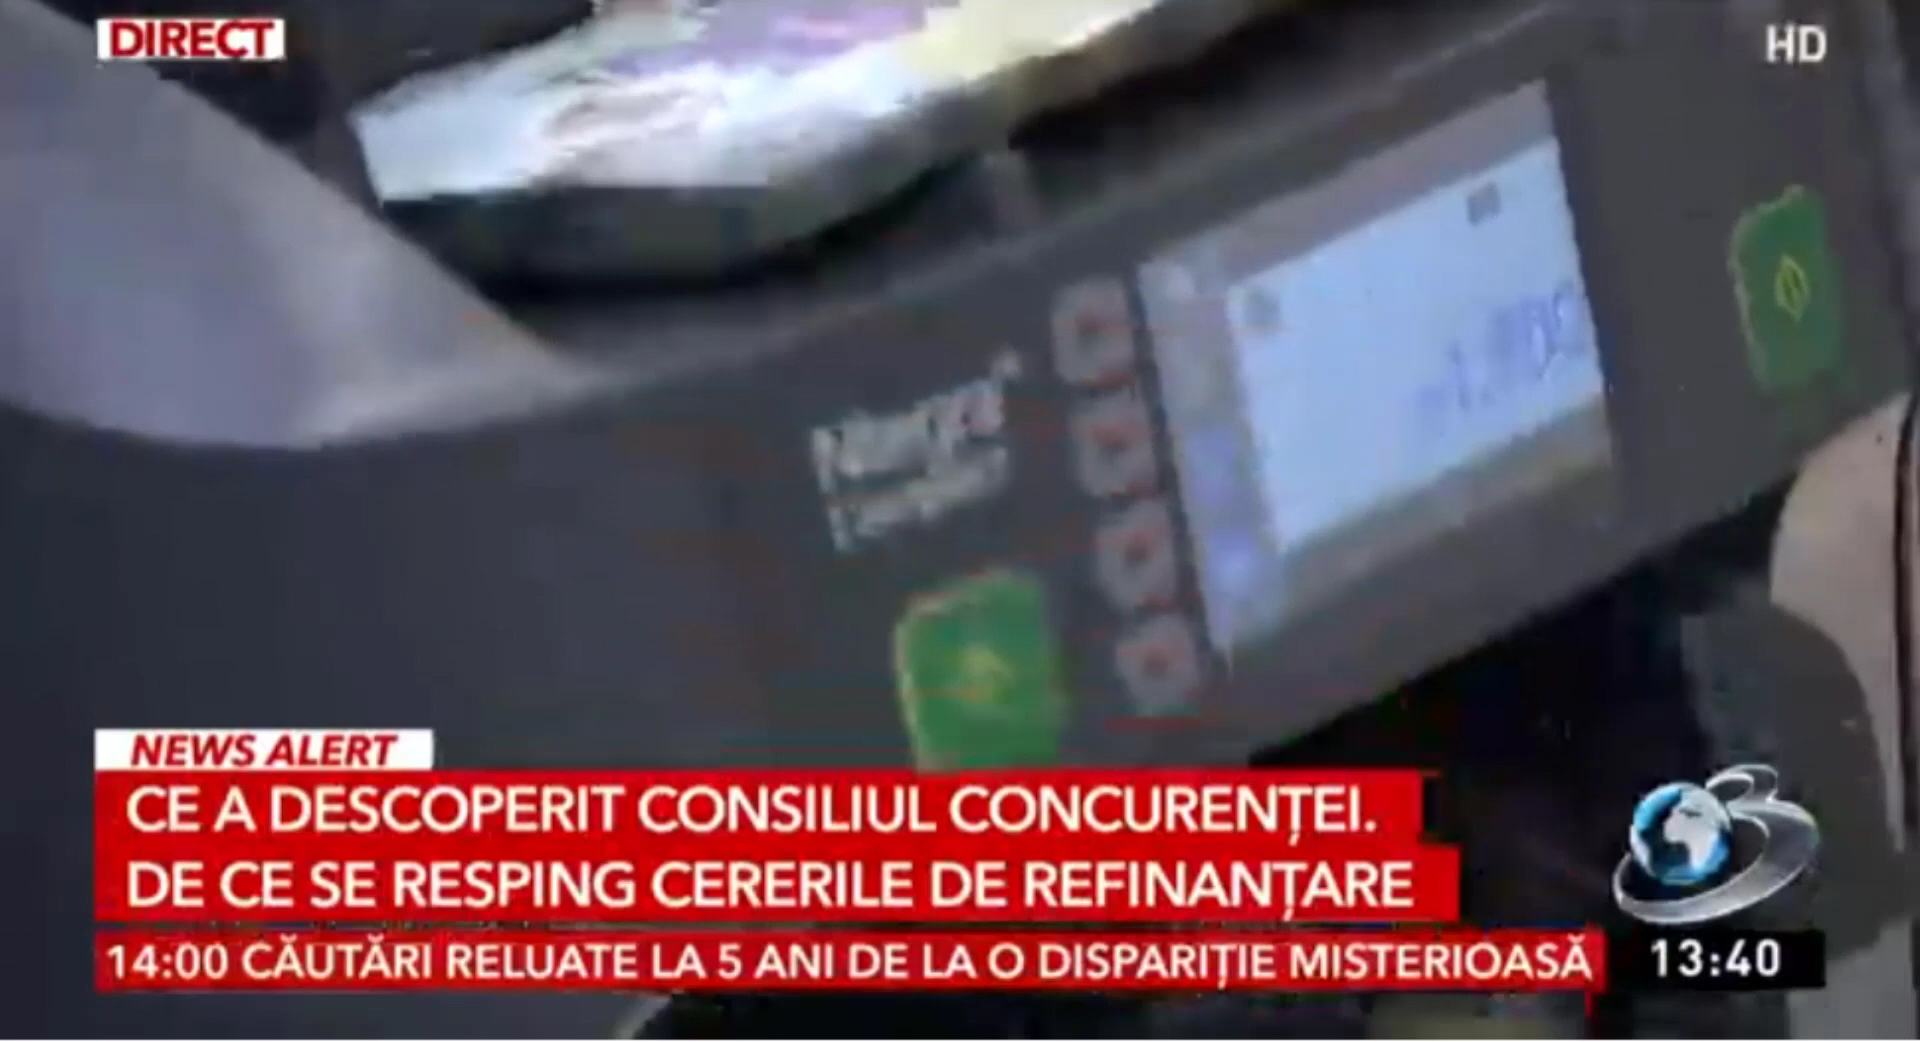 DIRECT
HD
NEWS ALERT
CE A DESCOPERIT CONSILIUL CONCURENȚEI.
DE CE SE RESPING CERERILE DE REFINANȚARE
14:00 CĂUTĂRI RELUATE LA 5 ANI DE LA O DISPARIȚIE MISTERIOASĂ
13:40